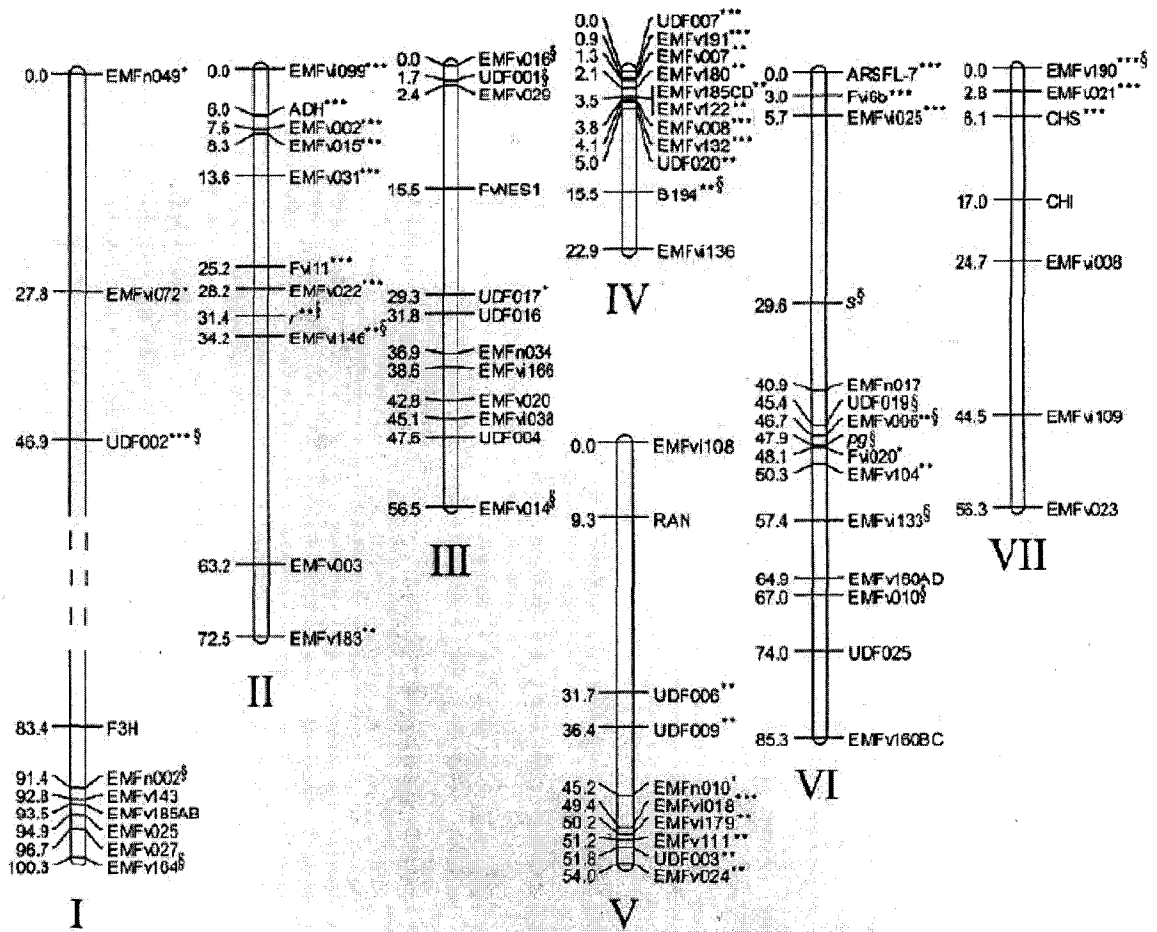 0.0 EMFn049*
27.8 EMFvi072*
46.9 UDF002***§
83.4 F3H
91.4 EMFn002§
92.8 EMFv143
93.5 EMFv185AB
94.9 EMFv025
96.7 EMFv027
100.3 EMFv164§
I
0.0 EMFvi099***
6.0 ADH***
7.6 EMFv002***
8.3 EMFv015***
13.6 EMFv031***
25.2 Fvi11***
28.2 EMFv022***
31.4 r**§
34.2 EMFvi146**§
63.2 EMFv003
72.5 EMFv183**
II
0.0 EMFv016§
1.7 UDF001§
2.4 EMFv029
15.5 FvNES1
29.3 UDF017*
31.8 UDF016
36.9 EMFn034
38.6 EMFvi166
42.8 EMFv020
45.1 EMFvi038
47.6 UDF004
56.5 EMFv014§
III
0.0 UDF007***
0.9 EMFv191***
1.3 EMFv007**
2.1 EMFv180**
3.5 EMFv185CD**
EMFv122**
3.8 EMFv008***
4.1 EMFv132***
5.0 UDF020**
15.5 B194**§
22.9 EMFvi136
IV
0.0 EMFvi108
9.3 RAN
31.7 UDF006**
36.4 UDF009**
45.2 EMFn010*
49.4 EMFvi018***
50.2 EMFvi179**
51.2 EMFv111**
51.8 UDF003**
54.0 EMFv024**
V
0.0 ARSFL-7***
3.0 Fvi6b***
5.7 EMFvi025***
29.6 S§
40.9 EMFn017
45.4 UDF019§
46.7 EMFv006**§
47.9 pg§
48.1 Fvi020*
50.3 EMFv104**
57.4 EMFvi133§
64.9 EMFv160AD
67.0 EMFv010§
74.0 UDF025
85.3 EMFv160BC
VI
0.0 EMFv190***§
2.8 EMFv021***
6.1 CHS***
17.0 CHI
24.7 EMFvi008
44.5 EMFvi109
56.3 EMFv023
VII